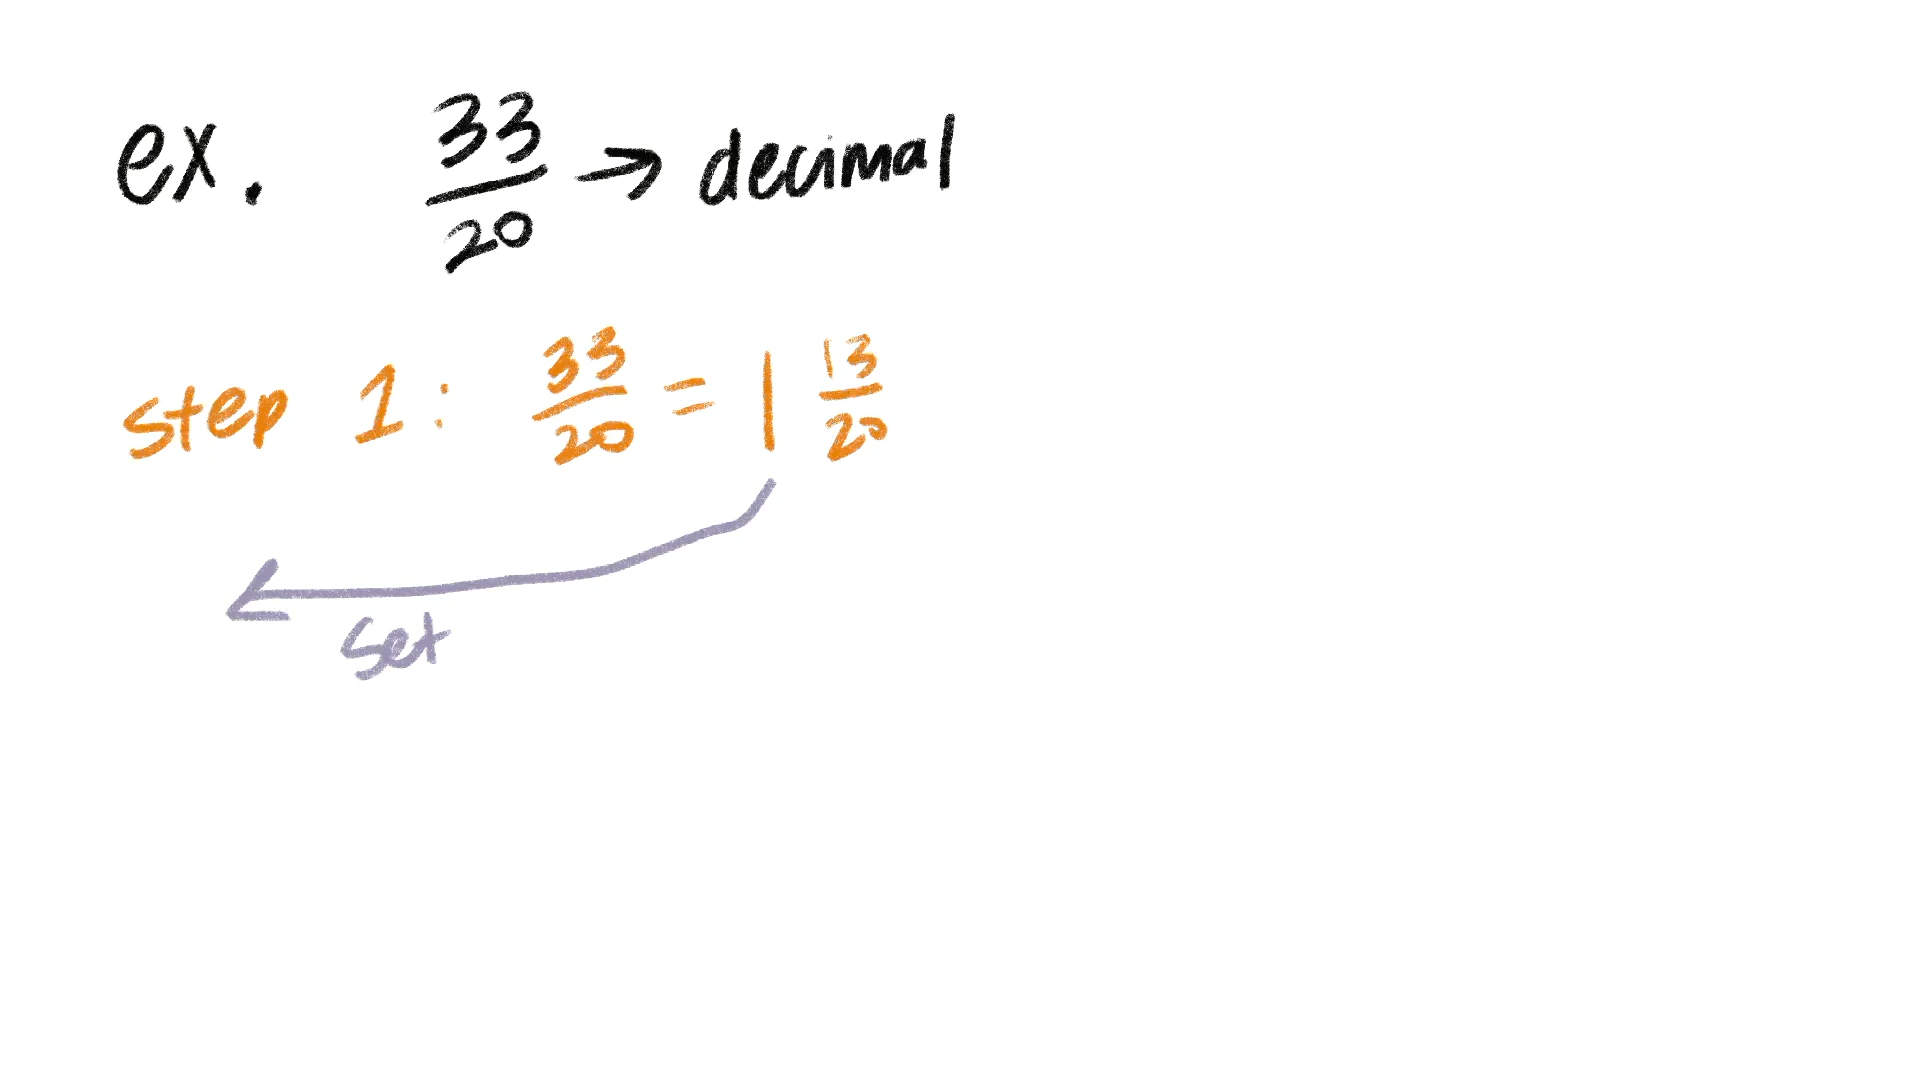 ex. 33/20 → decimal
step 1: 33/20 = 1 13/20
set